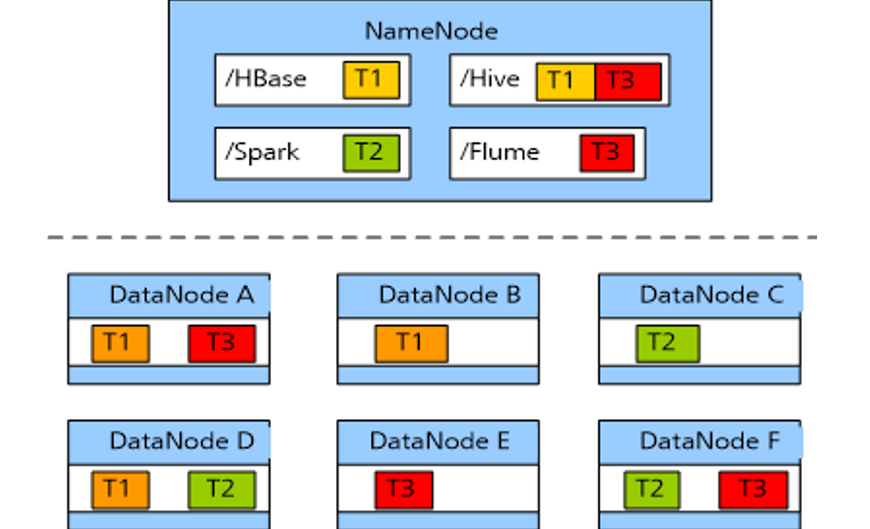 NameNode
/HBase T1 /Hive T1 T3
/Spark T2 /Flume T3
DataNode A DataNode B DataNode C
T1 T3 T1 T2
DataNode D DataNode E DataNode F
T1 T2 T3 T2 T3